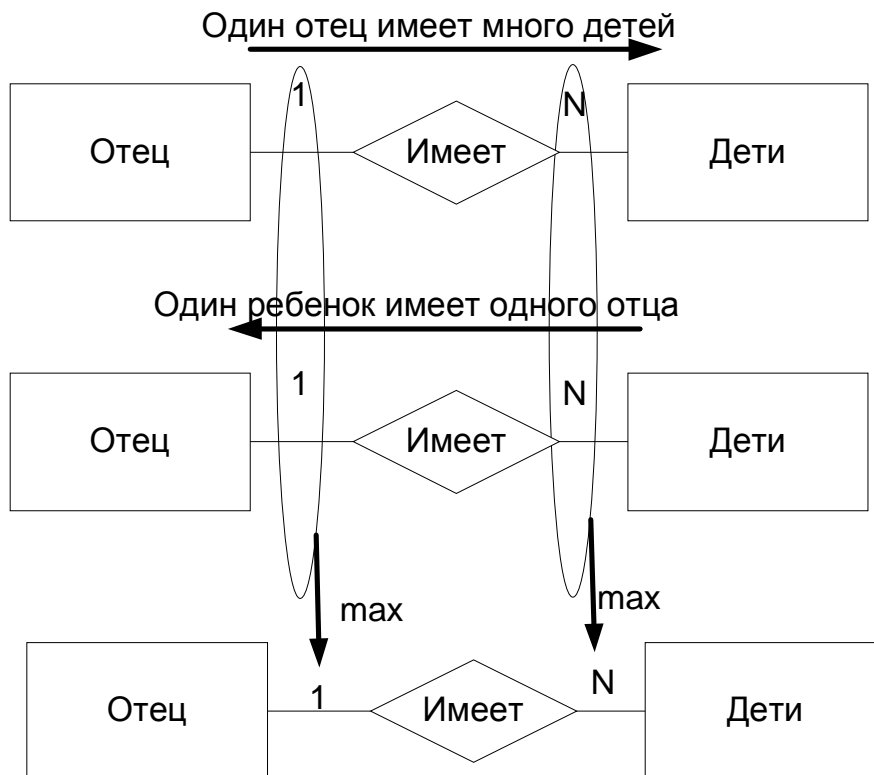 Один отец имеет много детей
1
N
Отец
Имеет
Дети
Один ребенок имеет одного отца
1
N
Отец
Имеет
Дети
max
max
1
N
Отец
Имеет
Дети